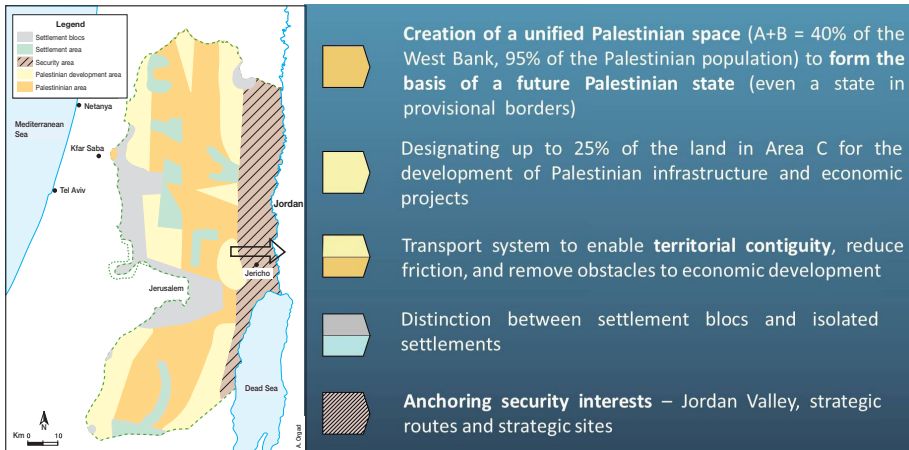 Legend
Settlement blocs
Settlement area
Security area
Palestinian development area
Palestininian area
Netanya
Mediterranean
Sea
Kfar Saba
Tel Aviv
Jordan
Jericho
Jerusalem
Dead Sea
N
Km 0 10
A. Orgad
Creation of a unified Palestinian space (A+B = 40% of the
West Bank, 95% of the Palestinian population) to form the
basis of a future Palestinian state (even a state in
provisional borders)
Designating up to 25% of the land in Area C for the
development of Palestinian infrastructure and economic
projects
Transport system to enable territorial contiguity, reduce
friction, and remove obstacles to economic development
Distinction between settlement blocs and isolated
settlements
Anchoring security interests – Jordan Valley, strategic
routes and strategic sites